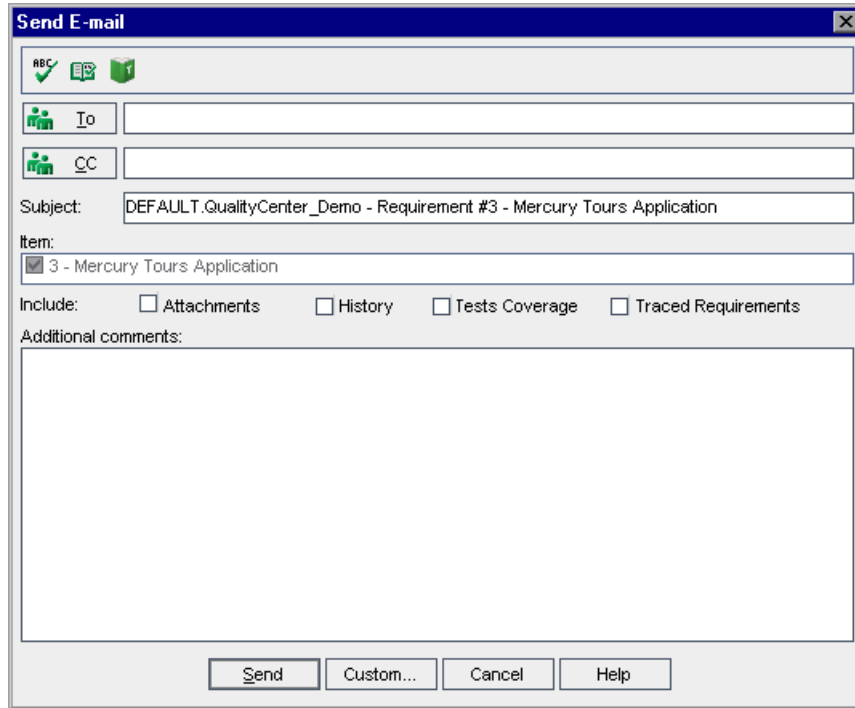 Send E-mail
ABC
To
CC
Subject: DEFAULT.QualityCenter_Demo - Requirement #3 - Mercury Tours Application
Item:
3 - Mercury Tours Application
Include: Attachments History Tests Coverage Traced Requirements
Additional comments:
Send Custom... Cancel Help